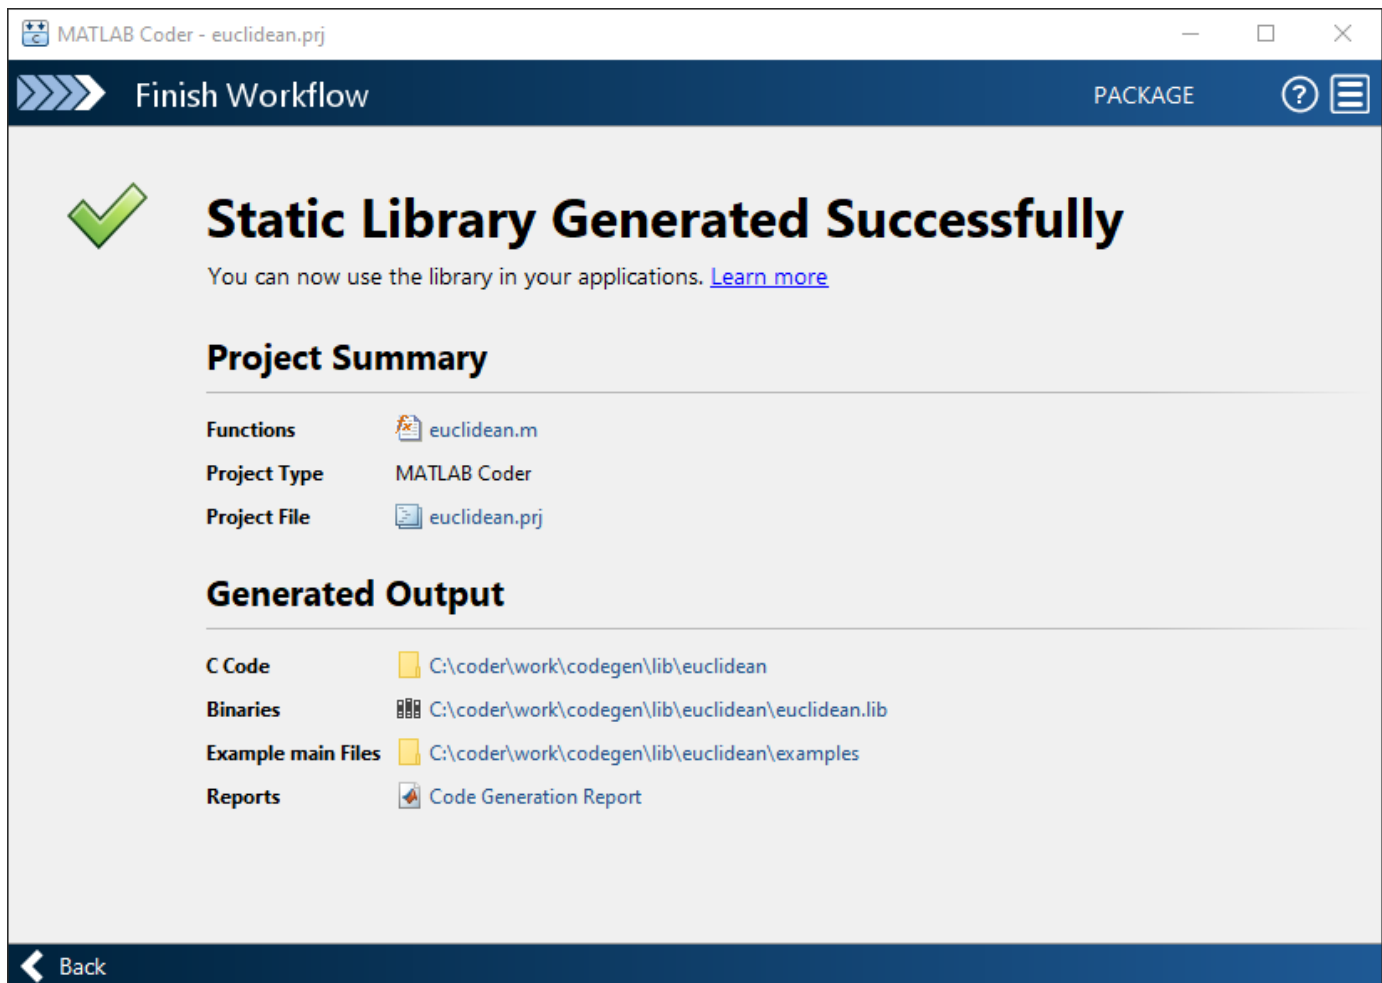 MATLAB Coder - euclidean.prj
Finish Workflow PACKAGE
Static Library Generated Successfully
You can now use the library in your applications. Learn more
Project Summary
Functions euclidean.m
Project Type MATLAB Coder
Project File euclidean.prj
Generated Output
C Code C:\coder\work\codegen\lib\euclidean
Binaries C:\coder\work\codegen\lib\euclidean\euclidean.lib
Example main Files C:\coder\work\codegen\lib\euclidean\examples
Reports Code Generation Report
Back